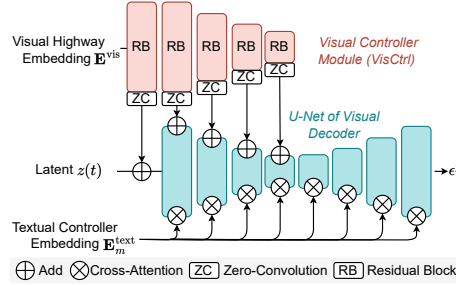 Visual Highway
Embedding E^vis
RB RB RB RB RB
Visual Controller
Module (VisCtrl)
ZC ZC ZC ZC ZC
U-Net of Visual
Decoder
Latent z(t)
ϵ
Textual Controller
Embedding E_m^text
Add Cross-Attention ZC Zero-Convolution RB Residual Block